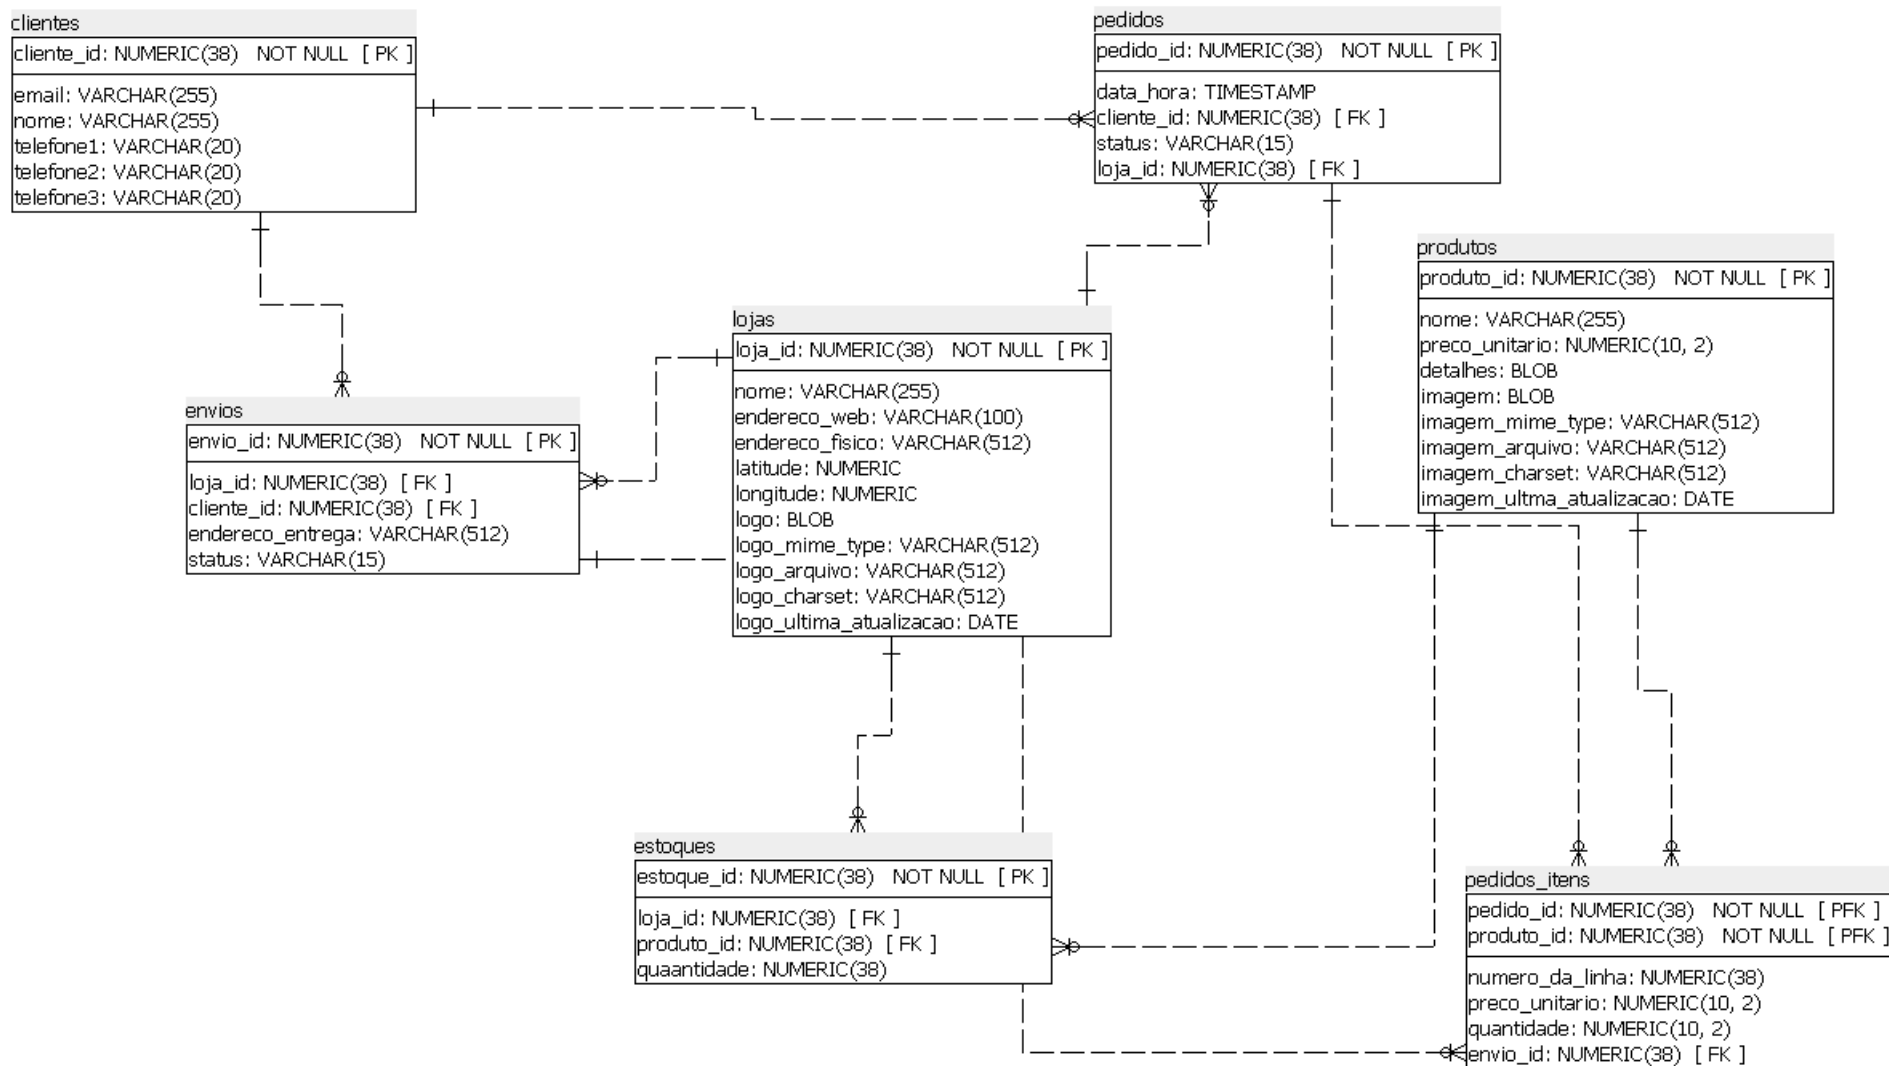 clientes
cliente_id: NUMERIC(38) NOT NULL [ PK ]
email: VARCHAR(255)
nome: VARCHAR(255)
telefone1: VARCHAR(20)
telefone2: VARCHAR(20)
telefone3: VARCHAR(20)
pedidos
pedido_id: NUMERIC(38) NOT NULL [ PK ]
data_hora: TIMESTAMP
cliente_id: NUMERIC(38) [ FK ]
status: VARCHAR(15)
loja_id: NUMERIC(38) [ FK ]
produtos
produto_id: NUMERIC(38) NOT NULL [ PK ]
nome: VARCHAR(255)
preco_unitario: NUMERIC(10, 2)
detalhes: BLOB
imagem: BLOB
imagem_mime_type: VARCHAR(512)
imagem_arquivo: VARCHAR(512)
imagem_charset: VARCHAR(512)
imagem_ultma_atualizacao: DATE
lojas
loja_id: NUMERIC(38) NOT NULL [ PK ]
nome: VARCHAR(255)
endereco_web: VARCHAR(100)
endereco_fisico: VARCHAR(512)
latitude: NUMERIC
longitude: NUMERIC
logo: BLOB
logo_mime_type: VARCHAR(512)
logo_arquivo: VARCHAR(512)
logo_charset: VARCHAR(512)
logo_ultima_atualizacao: DATE
envios
envio_id: NUMERIC(38) NOT NULL [ PK ]
loja_id: NUMERIC(38) [ FK ]
cliente_id: NUMERIC(38) [ FK ]
endereco_entrega: VARCHAR(512)
status: VARCHAR(15)
estoques
estoque_id: NUMERIC(38) NOT NULL [ PK ]
loja_id: NUMERIC(38) [ FK ]
produto_id: NUMERIC(38) [ FK ]
quaantidade: NUMERIC(38)
pedidos_itens
pedido_id: NUMERIC(38) NOT NULL [ PFK ]
produto_id: NUMERIC(38) NOT NULL [ PFK ]
numero_da_linha: NUMERIC(38)
preco_unitario: NUMERIC(10, 2)
quantidade: NUMERIC(10, 2)
envio_id: NUMERIC(38) [ FK ]